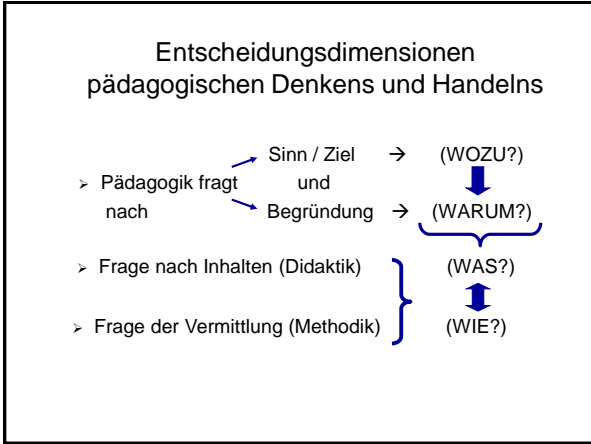 Entscheidungsdimensionen
pädagogischen Denkens und Handelns
Sinn / Ziel → (WOZU?)
➢ Pädagogik fragt und
nach Begründung → (WARUM?)
➢ Frage nach Inhalten (Didaktik) (WAS?)
➢ Frage der Vermittlung (Methodik) (WIE?)